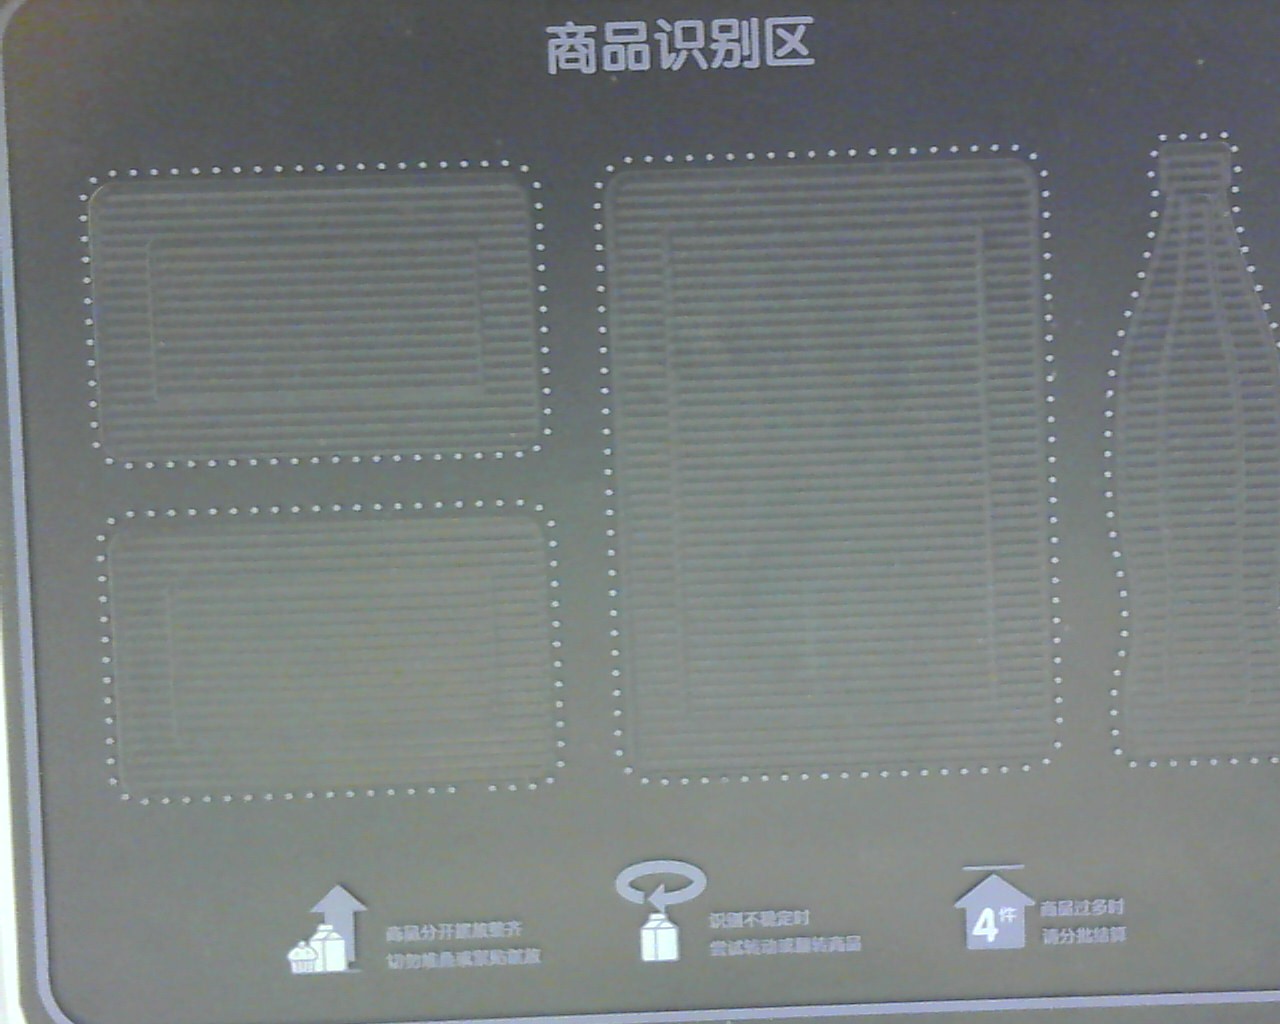 商品识别区
商品分开摆放整齐
切勿堆叠或紧贴摆放
识别不稳定时
尝试转动或翻转商品
4件
商品过多时
请分批结算